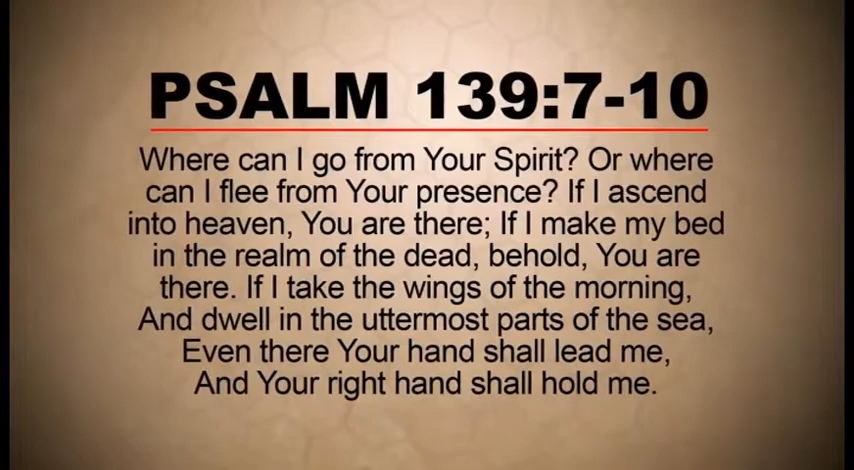 PSALM 139:7-10
Where can I go from Your Spirit? Or where
can I flee from Your presence? If I ascend
into heaven, You are there; If I make my bed
in the realm of the dead, behold, You are
there. If I take the wings of the morning,
And dwell in the uttermost parts of the sea,
Even there Your hand shall lead me,
And Your right hand shall hold me.